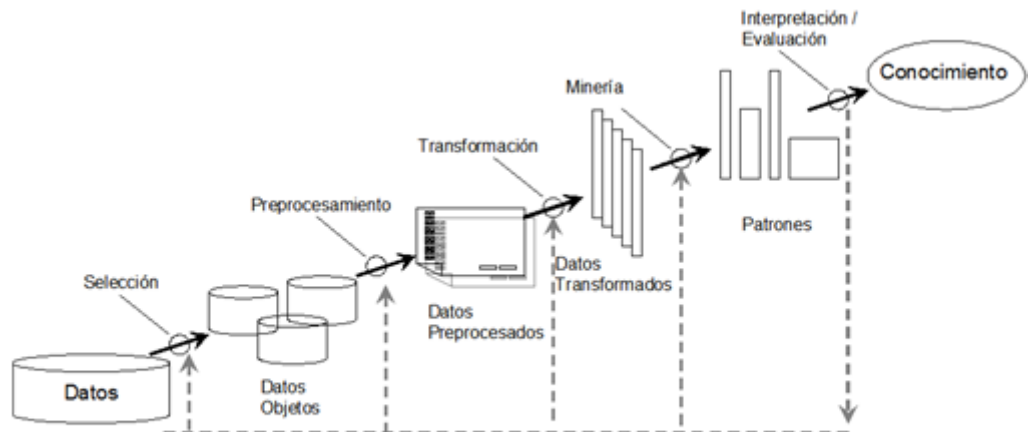 Datos
Selección
Datos
Objetos
Preprocesamiento
Datos
Preprocesados
Transformación
Datos
Transformados
Minería
Patrones
Interpretación /
Evaluación
Conocimiento